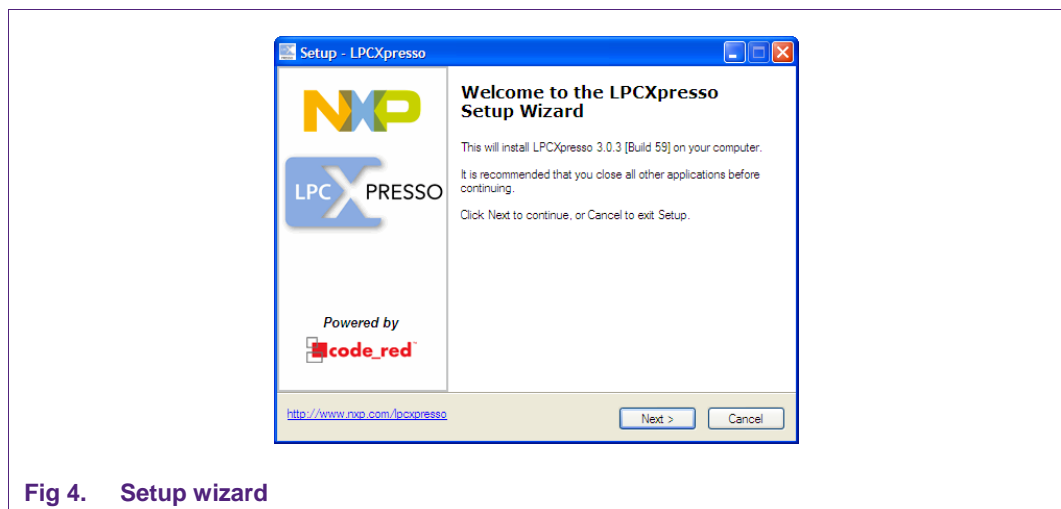 Setup - LPCXpresso
NXP
LPC XPRESSO
Powered by
code_red
Welcome to the LPCXpresso
Setup Wizard
This will install LPCXpresso 3.0.3 [Build 59] on your computer.
It is recommended that you close all other applications before
continuing.
Click Next to continue, or Cancel to exit Setup.
http://www.nxp.com/lpcxpresso
Next >
Cancel
Fig 4. Setup wizard